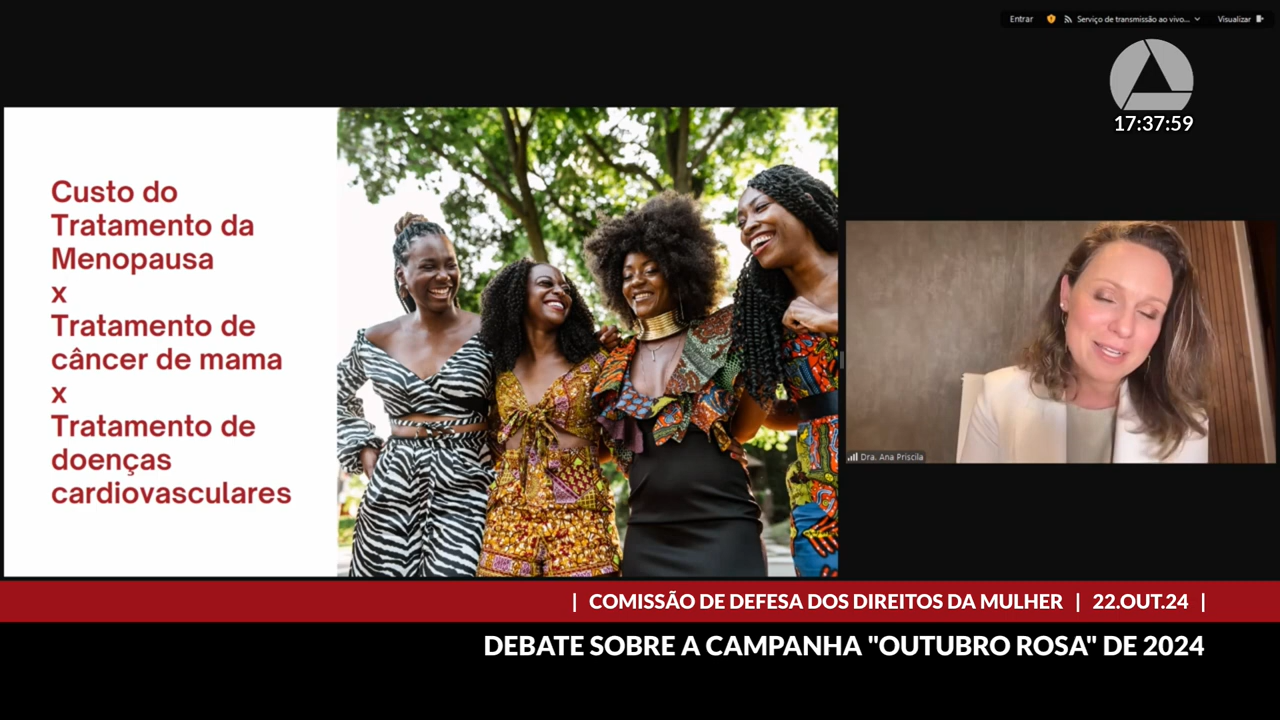 Entrar Serviço de transmissão ao vivo... Visualizar
17:37:59
Custo do
Tratamento da
Menopausa
x
Tratamento de
câncer de mama
x
Tratamento de
doenças
cardiovasculares
Dra. Ana Priscila
| COMISSÃO DE DEFESA DOS DIREITOS DA MULHER | 22.OUT.24 |
DEBATE SOBRE A CAMPANHA "OUTUBRO ROSA" DE 2024